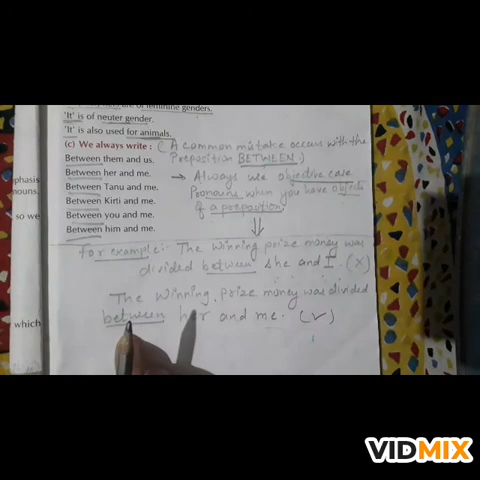 of feminine genders.
'It' is of neuter gender.
'It' is also used for animals.
(c) We always write : (A common mistake occurs with the
Between them and us. Preposition BETWEEN.)
Between her and me. → Always use objective case
phasis Between Tanu and me. Pronouns when you have object
nouns. Between Kirti and me. of a preposition.
so we Between you and me.
Between him and me.
for example:- The winning prize money was
divided between she and I. (X)
The winning prize money was divided
which between her and me. (✓)
VIDMIX